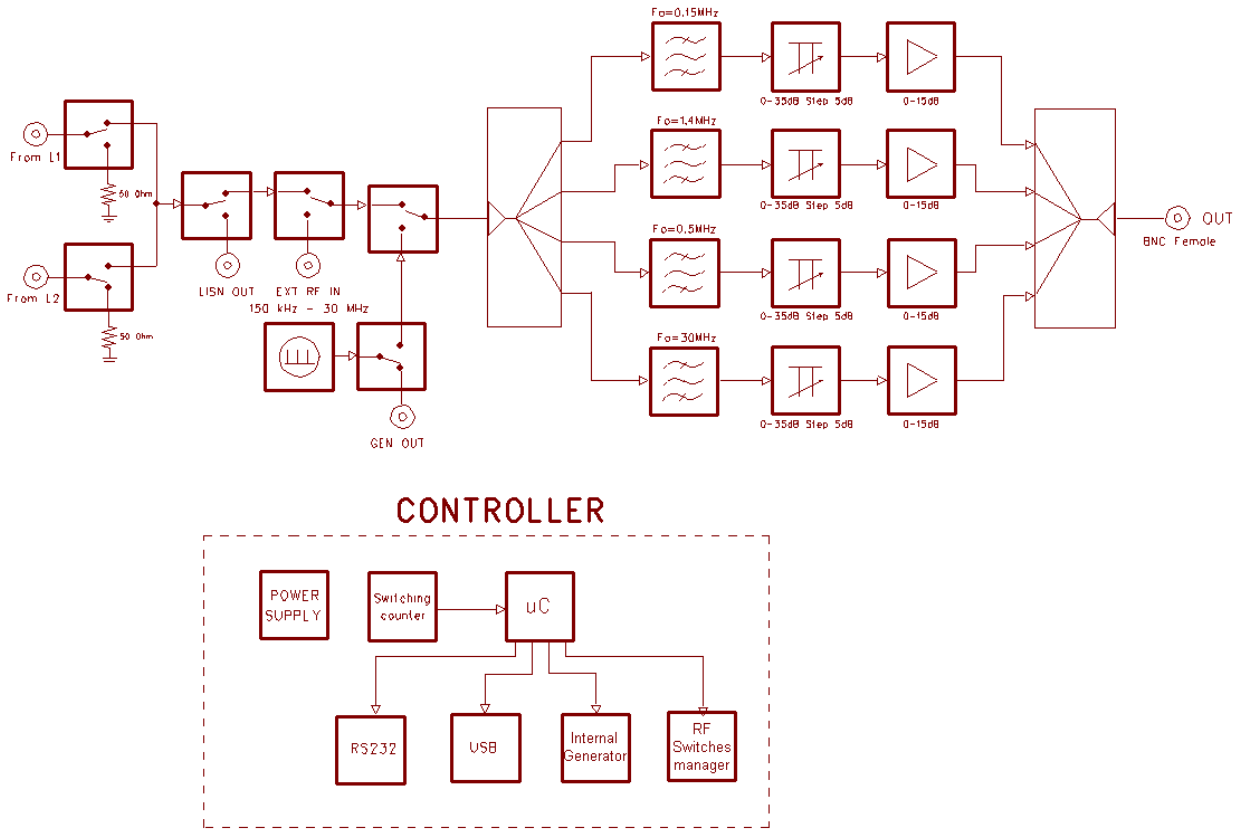 Fo=0.15MHz
0-35dB Step 5dB
0-15dB
From L1
50 Ohm
Fo=1.4MHz
0-35dB Step 5dB
0-15dB
OUT
BNC Female
Fo=0.5MHz
0-35dB Step 5dB
0-15dB
From L2
50 Ohm
LISN OUT
EXT RF IN
150 kHz - 30 MHz
Fo=30MHz
0-35dB Step 5dB
0-15dB
GEN OUT
CONTROLLER
POWER
SUPPLY
Switching
counter
uC
RS232
USB
Internal
Generator
RF
Switches
manager